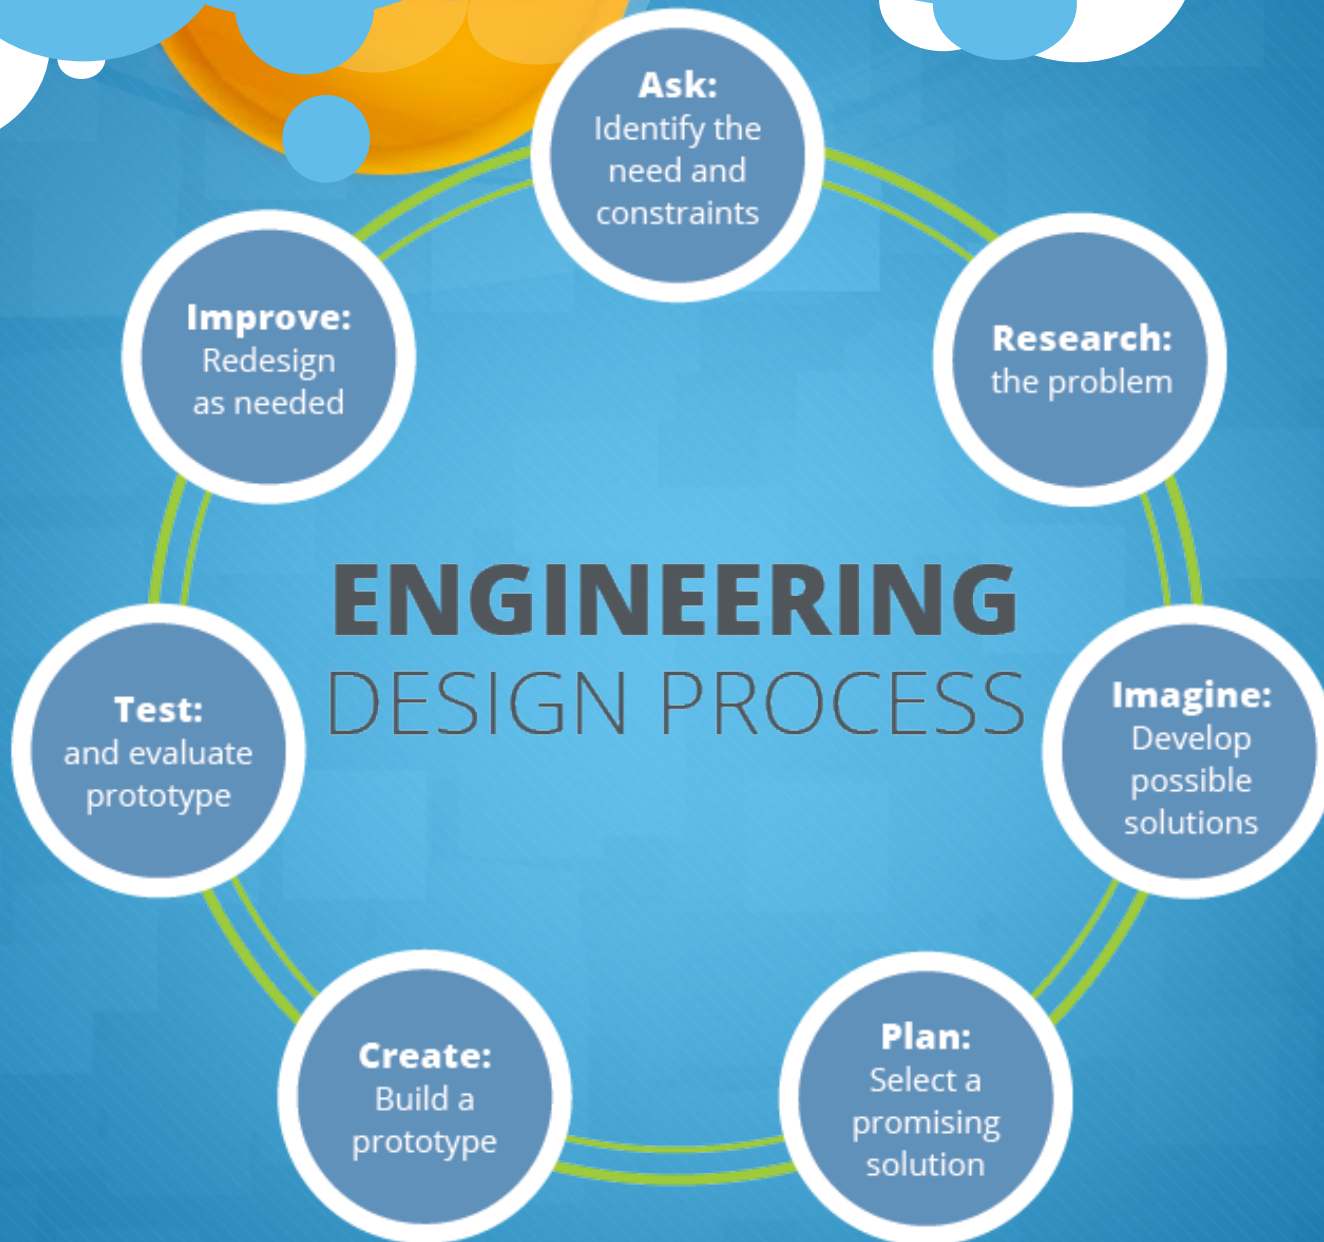 Ask:
Identify the
need and
constraints
Research:
the problem
Imagine:
Develop
possible
solutions
Plan:
Select a
promising
solution
Create:
Build a
prototype
Test:
and evaluate
prototype
Improve:
Redesign
as needed
ENGINEERING
DESIGN PROCESS